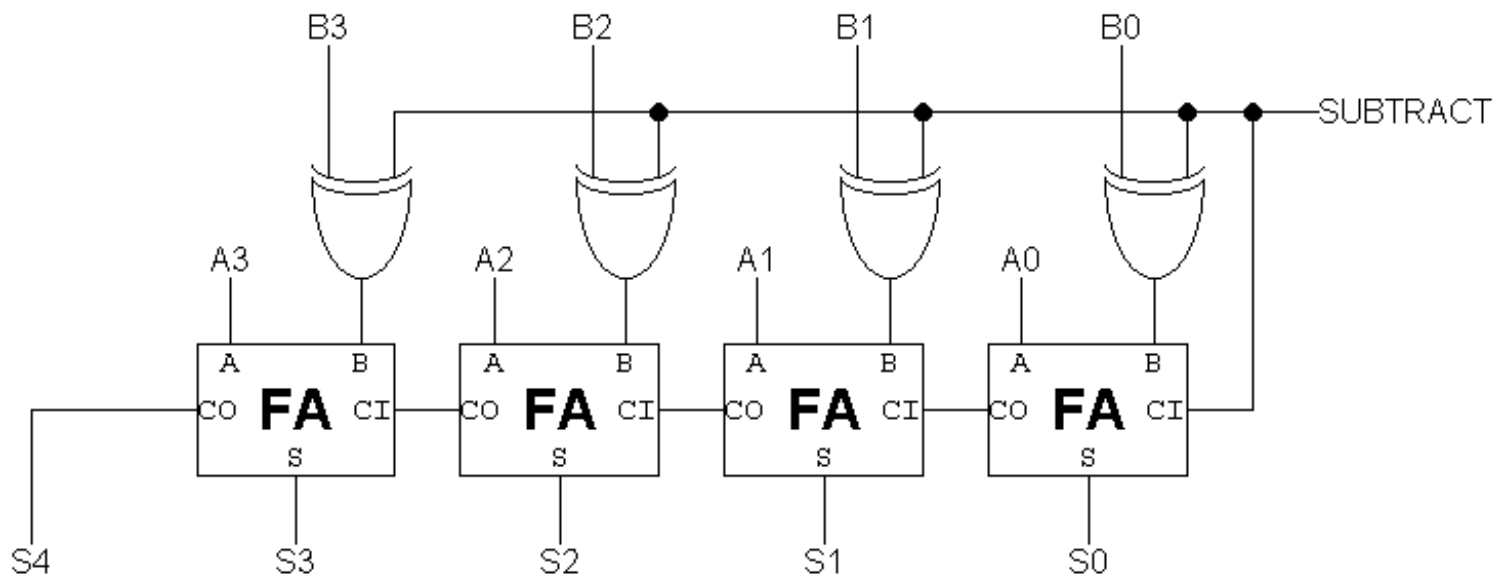 B3 B2 B1 B0
SUBTRACT
A3 A2 A1 A0
A B A B A B A B
CO FA CI CO FA CI CO FA CI CO FA CI
S S S S
S4 S3 S2 S1 S0